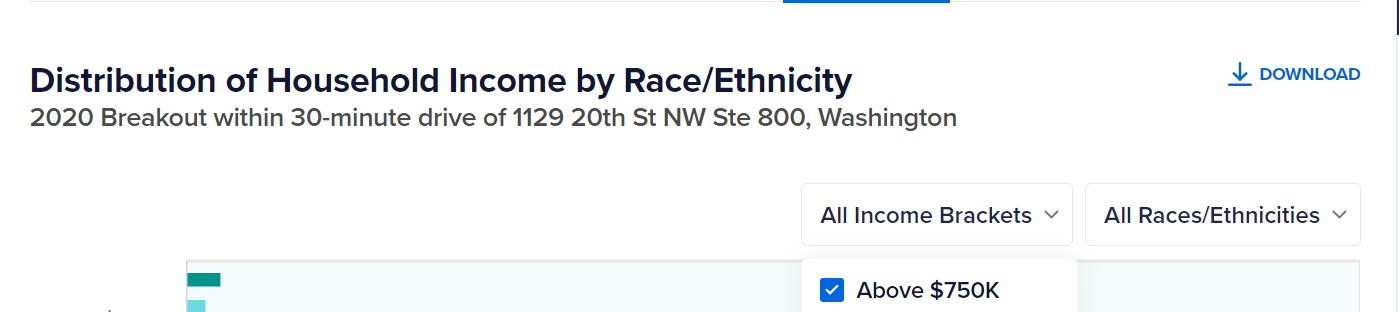 Distribution of Household Income by Race/Ethnicity
DOWNLOAD
2020 Breakout within 30-minute drive of 1129 20th St NW Ste 800, Washington
All Income Brackets
All Races/Ethnicities
Above $750K